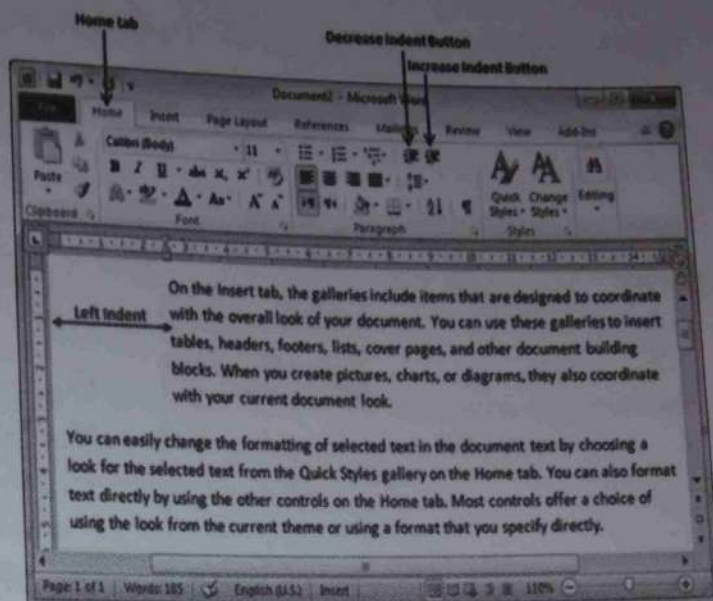 Home tab
Decrease Indent Button
Increase Indent Button
Document2 - Microsoft Word
Home Insert Page Layout References Mailings Review View Add-Ins
Calibri (Body) 11
Paste
Quick Styles
Change Styles
Editing
Clipboard Font Paragraph Styles
Left Indent
On the Insert tab, the galleries include items that are designed to coordinate
with the overall look of your document. You can use these galleries to insert
tables, headers, footers, lists, cover pages, and other document building
blocks. When you create pictures, charts, or diagrams, they also coordinate
with your current document look.
You can easily change the formatting of selected text in the document text by choosing a
look for the selected text from the Quick Styles gallery on the Home tab. You can also format
text directly by using the other controls on the Home tab. Most controls offer a choice of
using the look from the current theme or using a format that you specify directly.
Page: 1 of 1 Words: 185 English (U.S.) Insert 110%